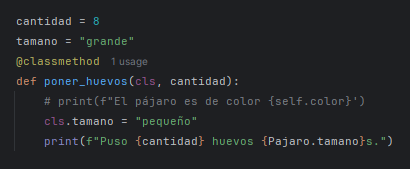 cantidad = 8
tamano = "grande"
@classmethod 1 usage
def poner_huevos(cls, cantidad):
# print(f"El pájaro es de color {self.color}')
cls.tamano = "pequeño"
print(f"Puso {cantidad} huevos {Pajaro.tamano}s.")